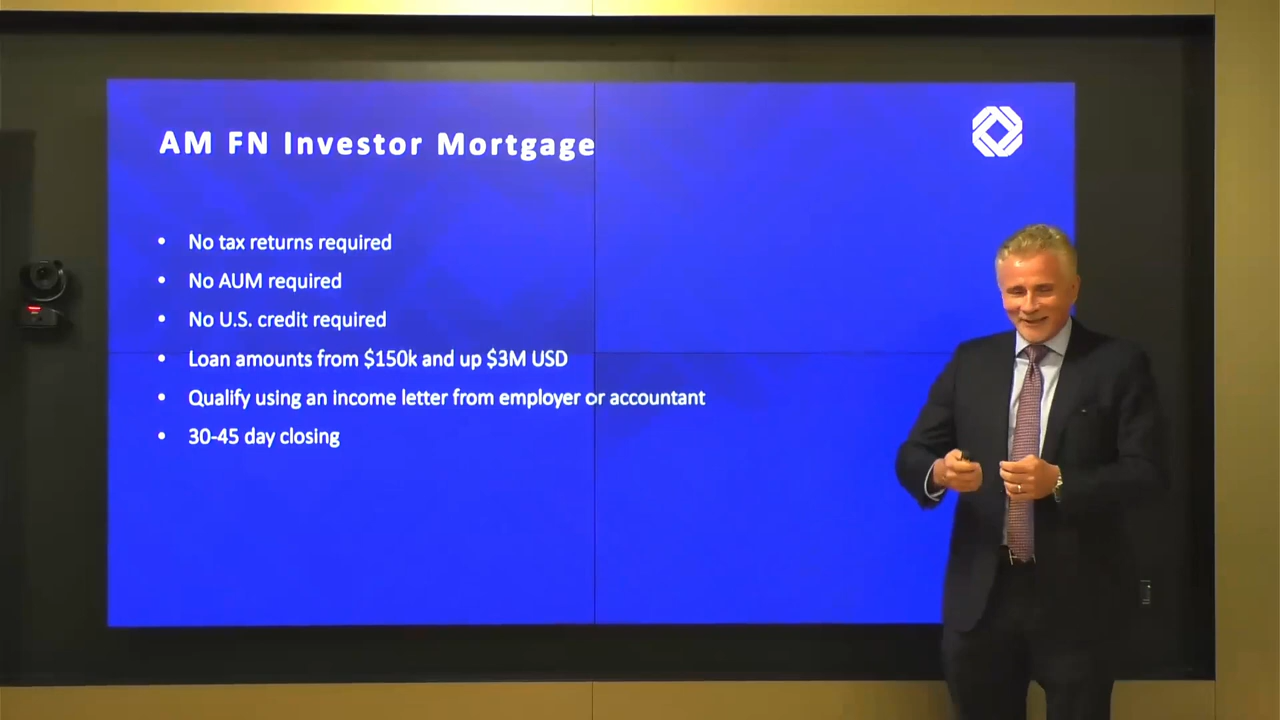 AM FN Investor Mortgage
• No tax returns required
• No AUM required
• No U.S. credit required
• Loan amounts from $150k and up $3M USD
• Qualify using an income letter from employer or accountant
• 30-45 day closing